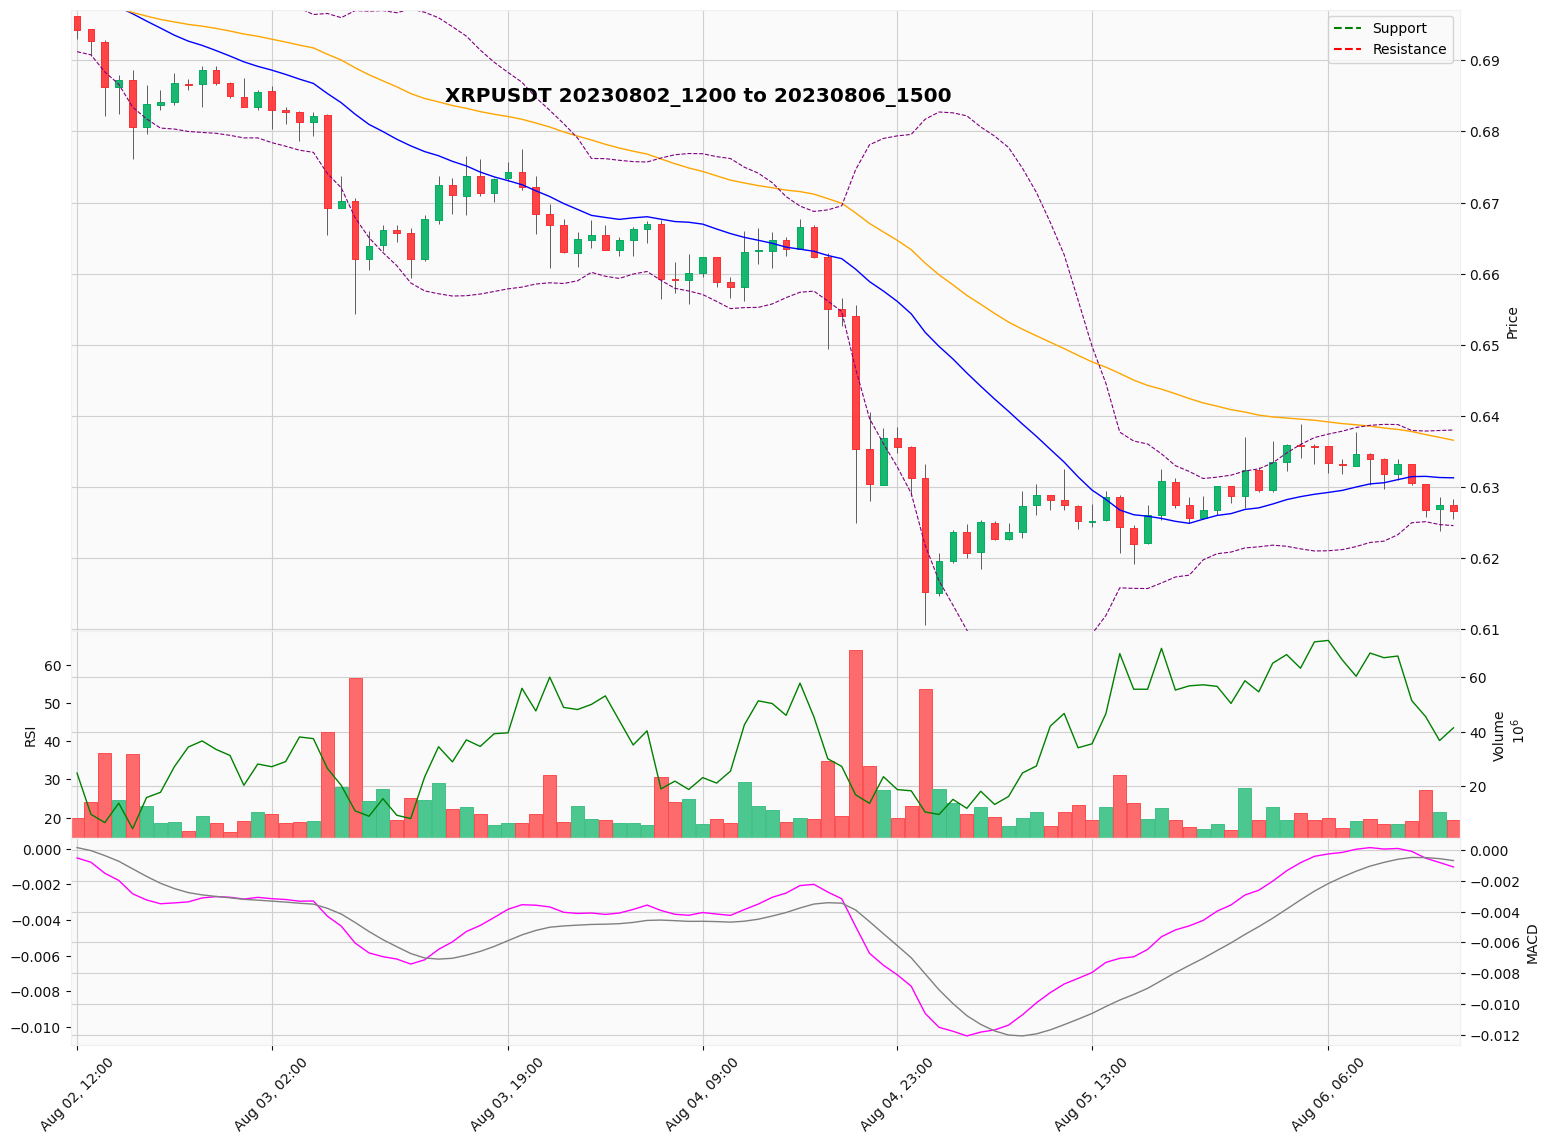 XRPUSDT 20230802_1200 to 20230806_1500
Support
Resistance
0.69
0.68
0.67
0.66
0.65
0.64
0.63
0.62
0.61
Price
60
50
40
30
20
RSI
60
40
20
Volume
10^6
0.000
−0.002
−0.004
−0.006
−0.008
−0.010
0.000
−0.002
−0.004
−0.006
−0.008
−0.010
−0.012
MACD
Aug 02, 12:00
Aug 03, 02:00
Aug 03, 19:00
Aug 04, 09:00
Aug 04, 23:00
Aug 05, 13:00
Aug 06, 06:00